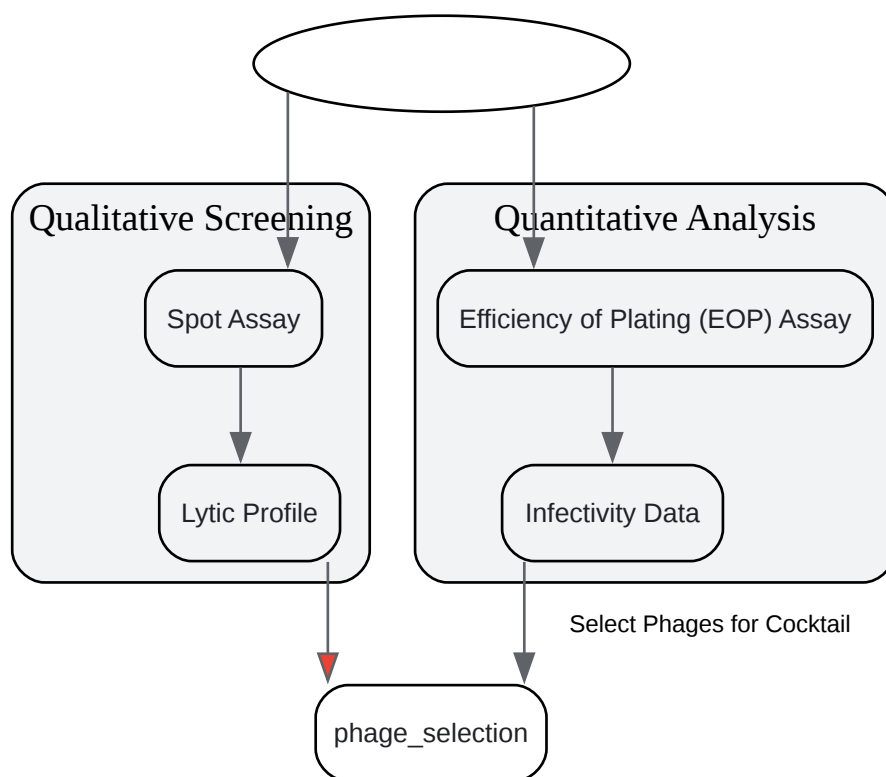 Qualitative Screening
Quantitative Analysis
Spot Assay
Efficiency of Plating (EOP) Assay
Lytic Profile
Infectivity Data
Select Phages for Cocktail
phage_selection